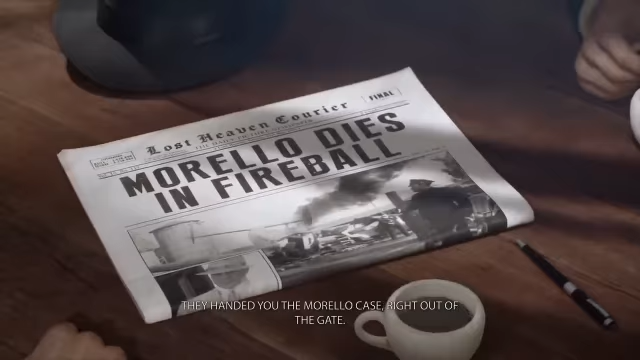 Lost Heaven Courier
FINAL
MORELLO DIES
IN FIREBALL
THEY HANDED YOU THE MORELLO CASE, RIGHT OUT OF
THE GATE.